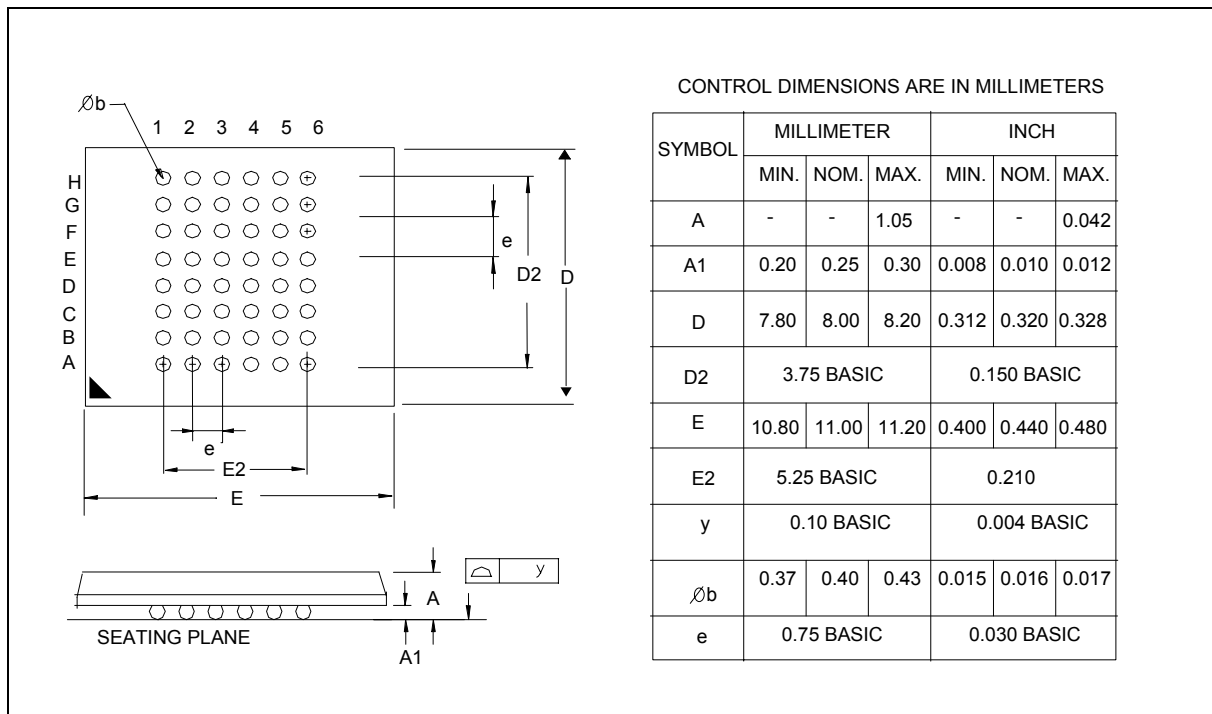 CONTROL DIMENSIONS ARE IN MILLIMETERS
Øb
1 2 3 4 5 6
H
G
F
E
D
C
B
A
e
D2
D
e
E2
E
A
A1
y
SEATING PLANE
SYMBOL MILLIMETER INCH
MIN. NOM. MAX. MIN. NOM. MAX.
A - - 1.05 - - 0.042
A1 0.20 0.25 0.30 0.008 0.010 0.012
D 7.80 8.00 8.20 0.312 0.320 0.328
D2 3.75 BASIC 0.150 BASIC
E 10.80 11.00 11.20 0.400 0.440 0.480
E2 5.25 BASIC 0.210
y 0.10 BASIC 0.004 BASIC
Øb 0.37 0.40 0.43 0.015 0.016 0.017
e 0.75 BASIC 0.030 BASIC